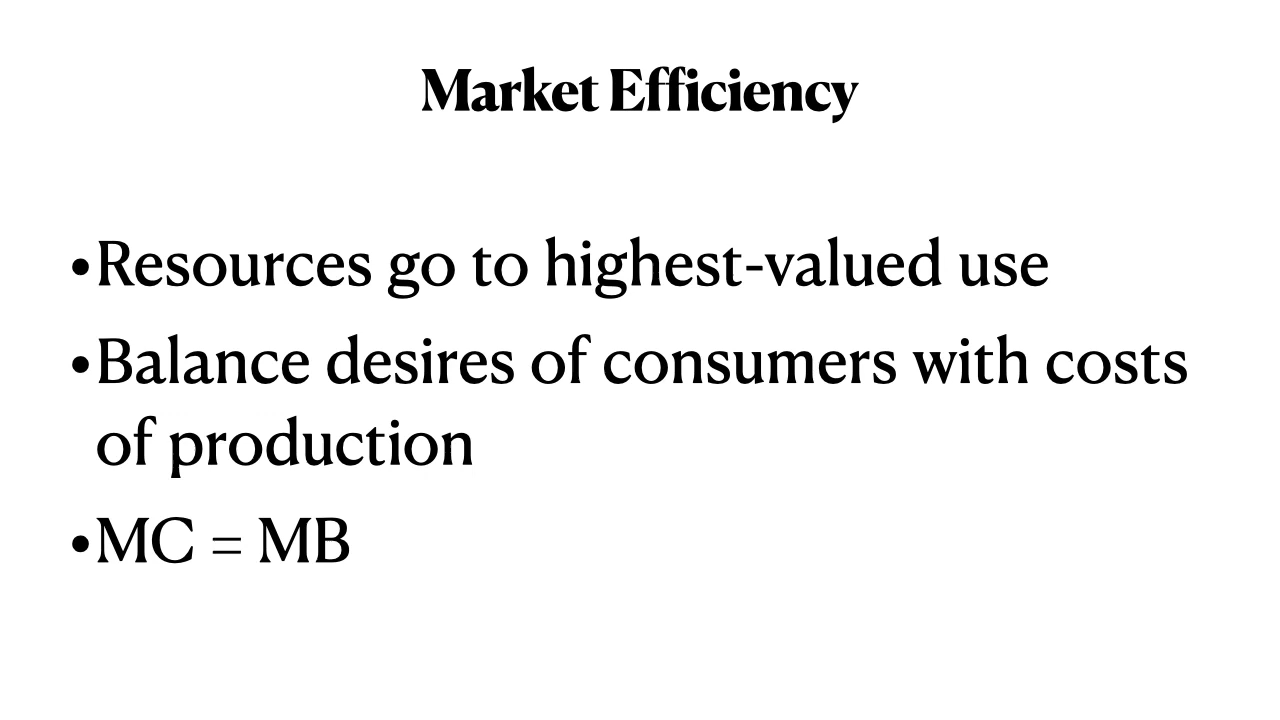 Market Efficiency
•Resources go to highest-valued use
•Balance desires of consumers with costs
of production
•MC = MB